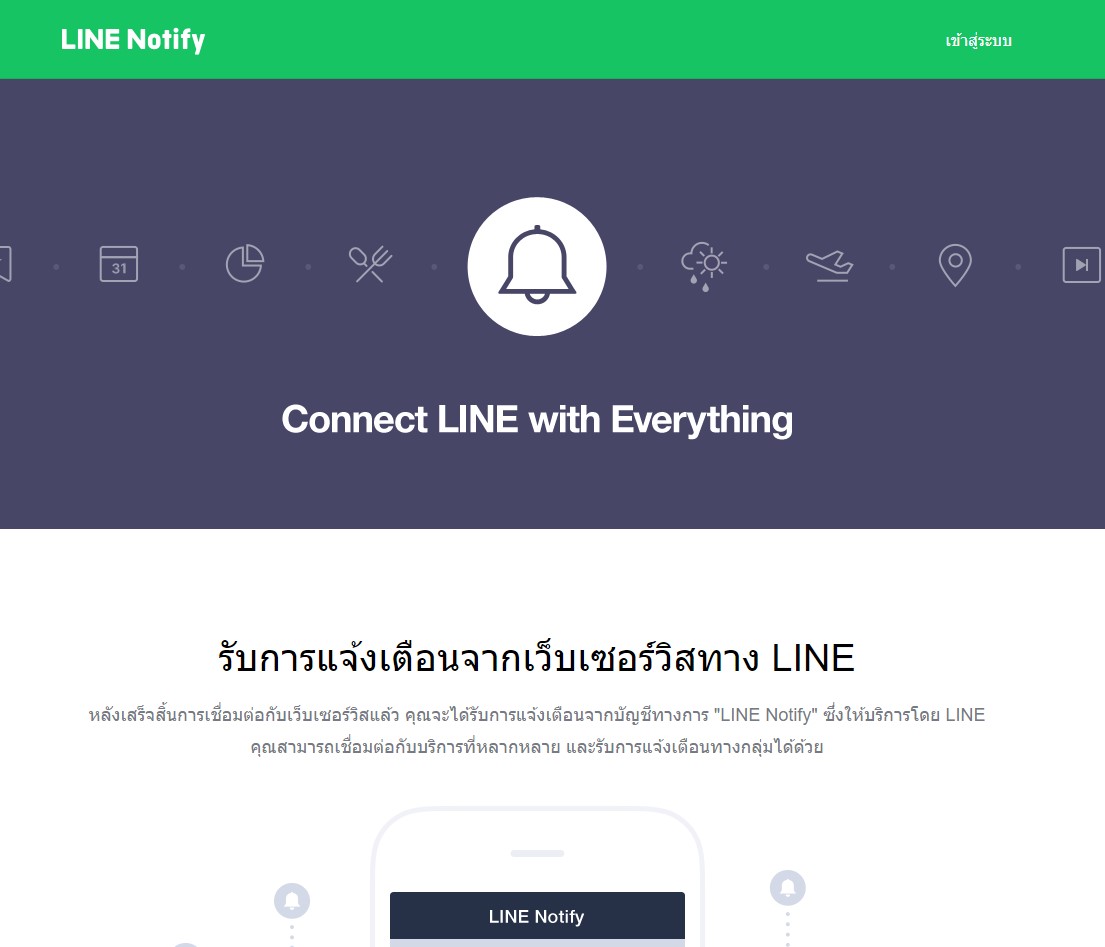 LINE Notify
เข้าสู่ระบบ
31
Connect LINE with Everything
รับการแจ้งเตือนจากเว็บเซอร์วิสทาง LINE
หลังเสร็จสิ้นการเชื่อมต่อกับเว็บเซอร์วิสแล้ว คุณจะได้รับการแจ้งเตือนจากบัญชีทางการ "LINE Notify" ซึ่งให้บริการโดย LINE
คุณสามารถเชื่อมต่อกับบริการที่หลากหลาย และรับการแจ้งเตือนทางกลุ่มได้ด้วย
LINE Notify